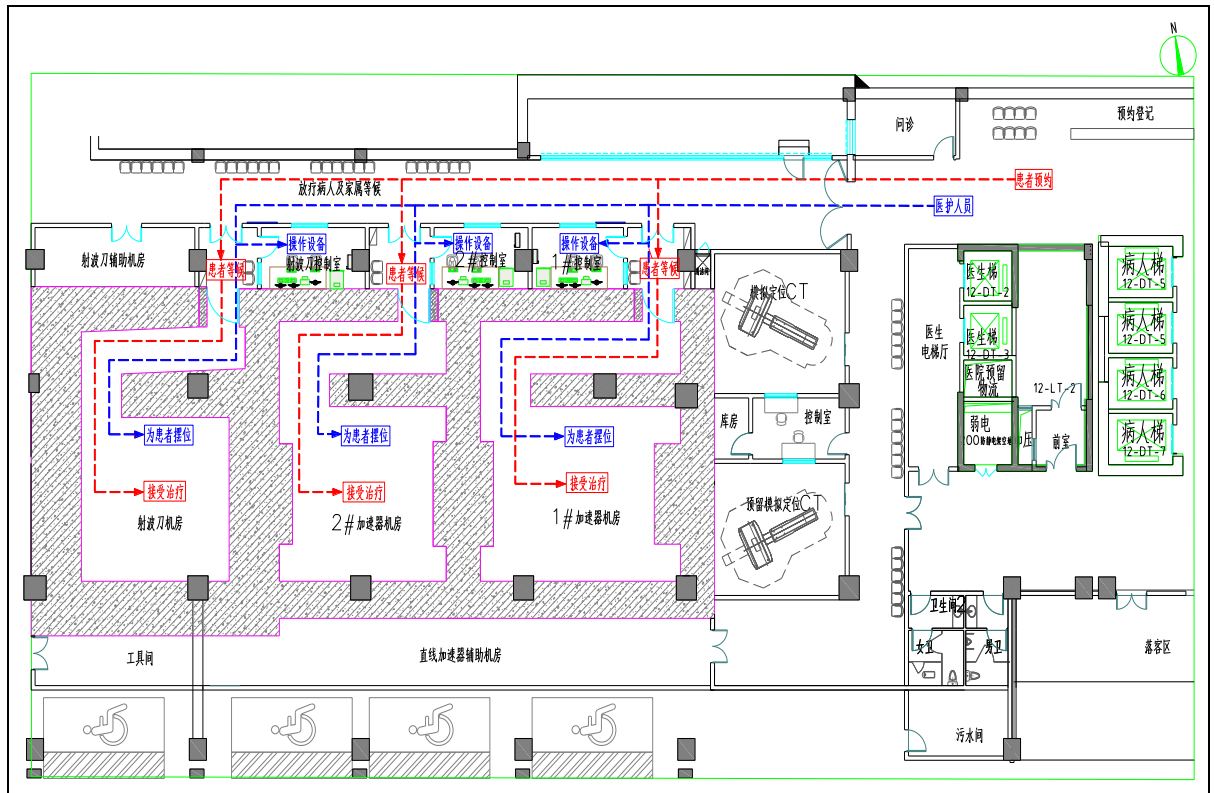 N
问诊
预约登记
患者预约
放疗病人及家属等候
医护人员
射波刀辅助机房
操作设备
操作设备
操作设备
患者等候
射波刀控制室
患者等候
2#控制室
1#控制室
患者等候
模拟定位CT
医生梯
12-DT-2
病人梯
12-DT-5
医生
电梯厅
医生梯
12-DT-3
病人梯
12-DT-5
医院预留
物流
12-LT-2
病人梯
12-DT-6
库房
控制室
弱电
前室
病人梯
12-DT-7
为患者摆位
为患者摆位
为患者摆位
接受治疗
接受治疗
接受治疗
射波刀机房
2#加速器机房
1#加速器机房
预留模拟定位CT
卫生间2
女卫
男卫
落客区
工具间
直线加速器辅助机房
污水间